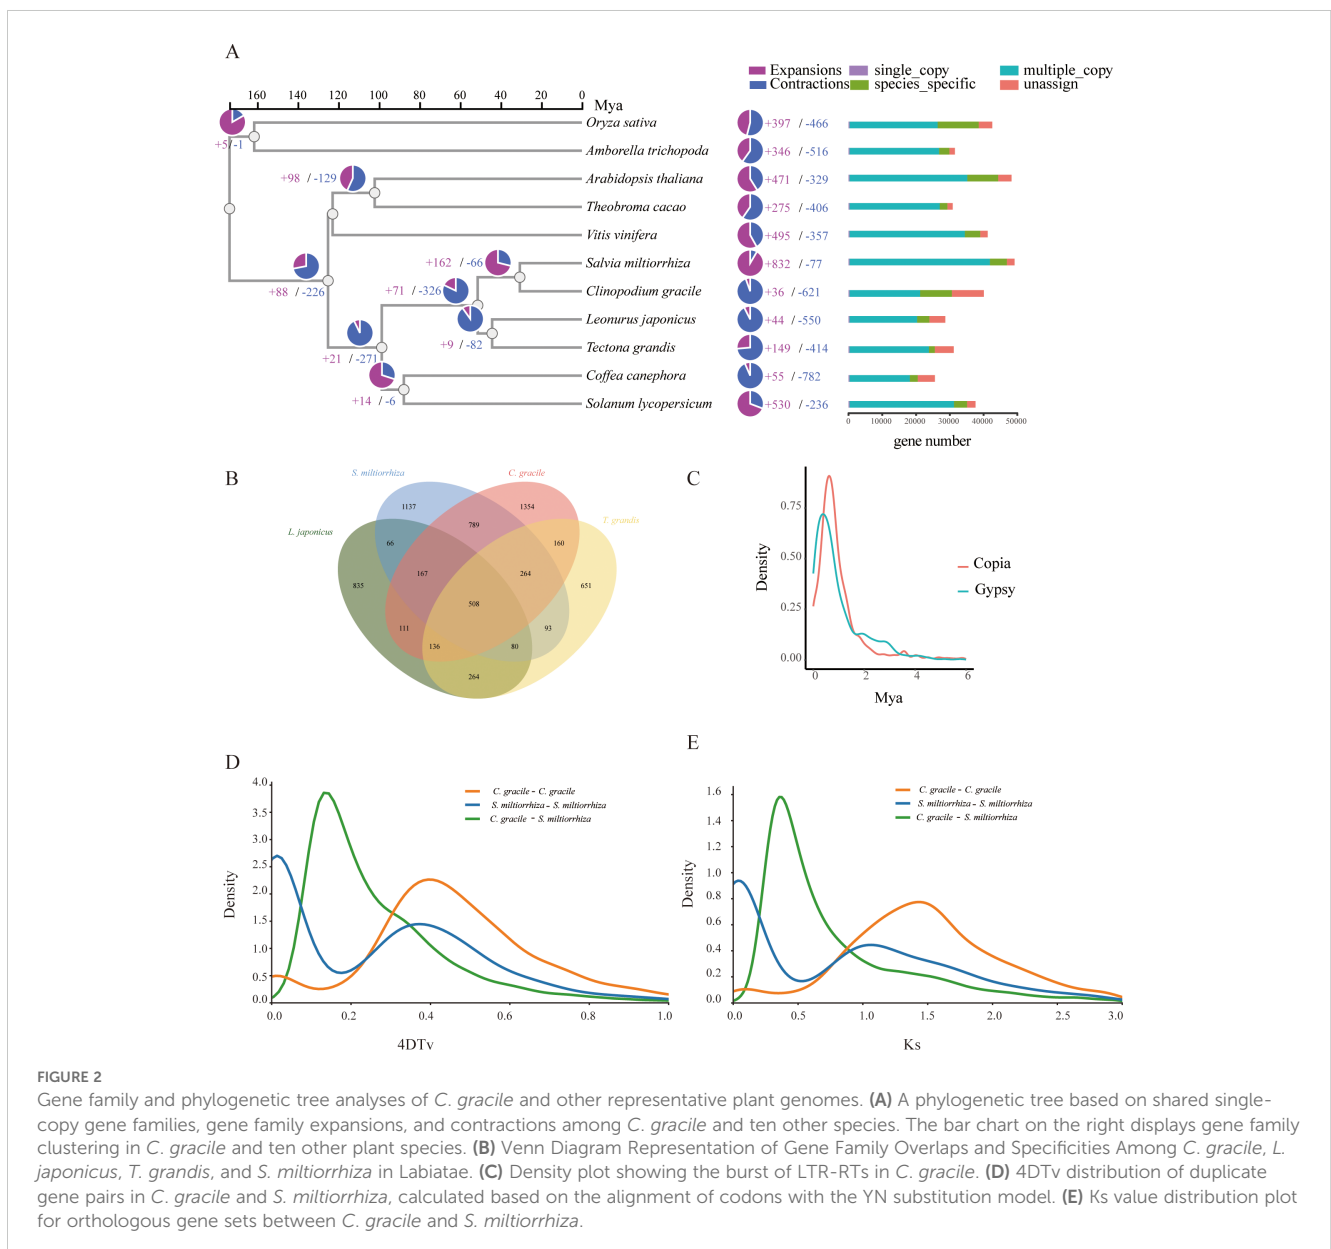 A
Expansions single_copy multiple_copy
Contractions species_specific unassign
160 140 120 100 80 60 40 20 0 Mya
Oryza sativa +397 / -466
+5/-1
Amborella trichopoda +346 / -516
+98 / -129 Arabidopsis thaliana +471 / -329
Theobroma cacao +275 / -406
Vitis vinifera +495 / -357
+162 / -66 Salvia miltiorrhiza +832 / -77
+88 / -226 +71 / -326 Clinopodium gracile +36 / -621
Leonurus japonicus +44 / -550
+21 / -271 +9 / -82 Tectona grandis +149 / -414
Coffea canephora +55 / -782
+14 / -6 Solanum lycopersicum +530 / -236
0 10000 20000 30000 40000 50000
gene number
B
S. miltiorrhiza C. gracile
L. japonicus T. grandis
1137 1354
789
66 160
835 167 264 651
508
111 93
136 80
264
C
0.75
0.50
0.25
0.00
Density
Copia
Gypsy
0 2 4 6
Mya
D
4.0
3.5
3.0
2.5
2.0
1.5
1.0
0.5
0.0
Density
C. gracile - C. gracile
S. miltiorrhiza - S. miltiorrhiza
C. gracile - S. miltiorrhiza
0.0 0.2 0.4 0.6 0.8 1.0
4DTv
E
1.6
1.4
1.2
1.0
0.8
0.6
0.4
0.2
0.0
Density
C. gracile - C. gracile
S. miltiorrhiza - S. miltiorrhiza
C. gracile - S. miltiorrhiza
0.0 0.5 1.0 1.5 2.0 2.5 3.0
Ks
FIGURE 2
Gene family and phylogenetic tree analyses of C. gracile and other representative plant genomes. (A) A phylogenetic tree based on shared single-
copy gene families, gene family expansions, and contractions among C. gracile and ten other species. The bar chart on the right displays gene family
clustering in C. gracile and ten other plant species. (B) Venn Diagram Representation of Gene Family Overlaps and Specificities Among C. gracile, L.
japonicus, T. grandis, and S. miltiorrhiza in Labiatae. (C) Density plot showing the burst of LTR-RTs in C. gracile. (D) 4DTv distribution of duplicate
gene pairs in C. gracile and S. miltiorrhiza, calculated based on the alignment of codons with the YN substitution model. (E) Ks value distribution plot
for orthologous gene sets between C. gracile and S. miltiorrhiza.